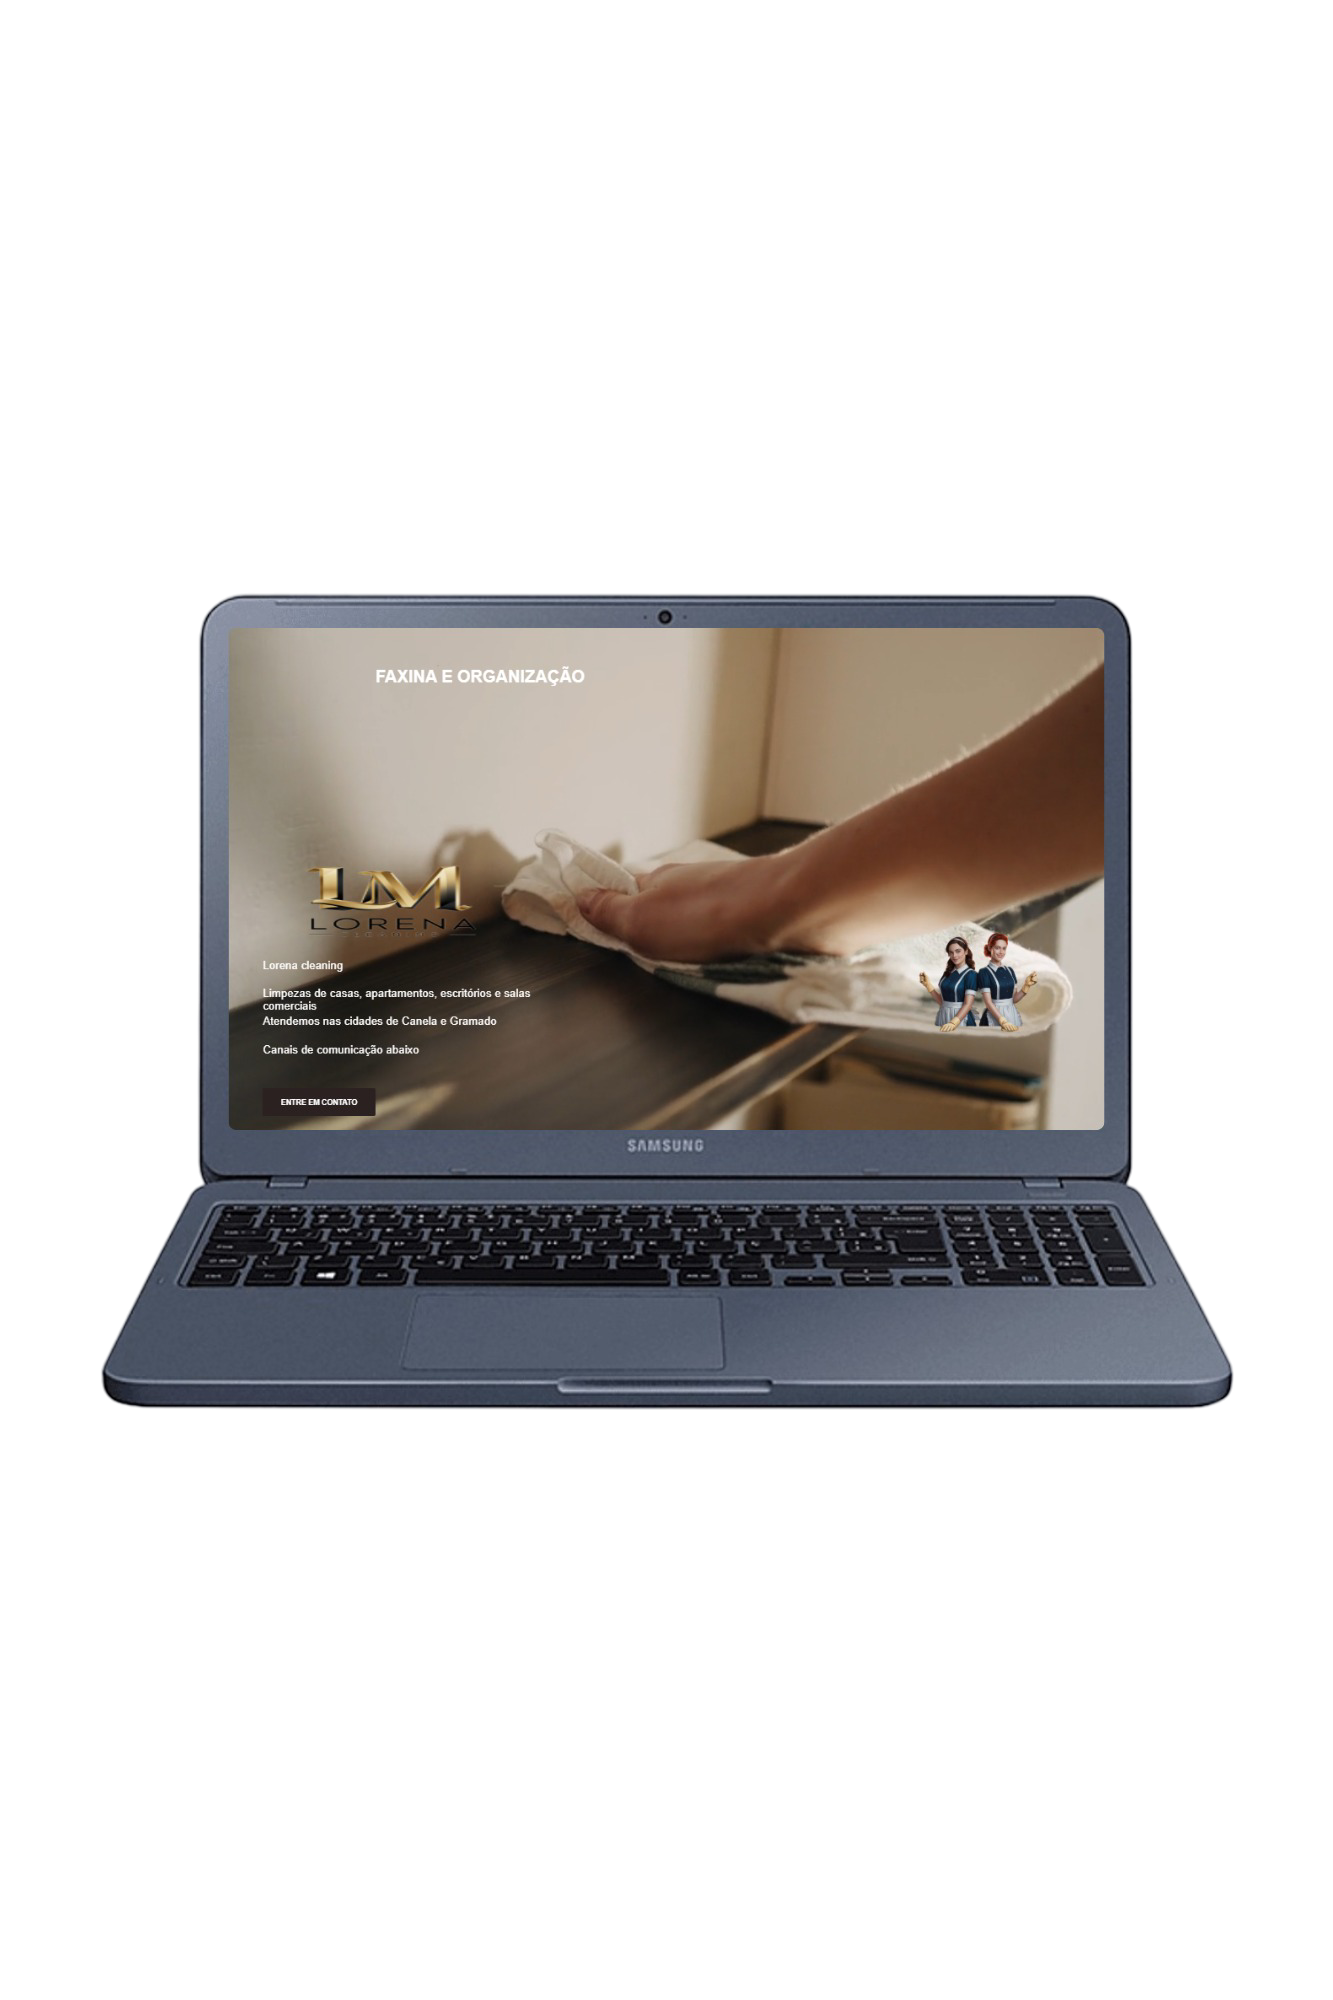 FAXINA E ORGANIZAÇÃO
LM
LORENA
Lorena cleaning
Limpezas de casas, apartamentos, escritórios e salas
comerciais
Atendemos nas cidades de Canela e Gramado
Canais de comunicação abaixo
ENTRE EM CONTATO
SAMSUNG